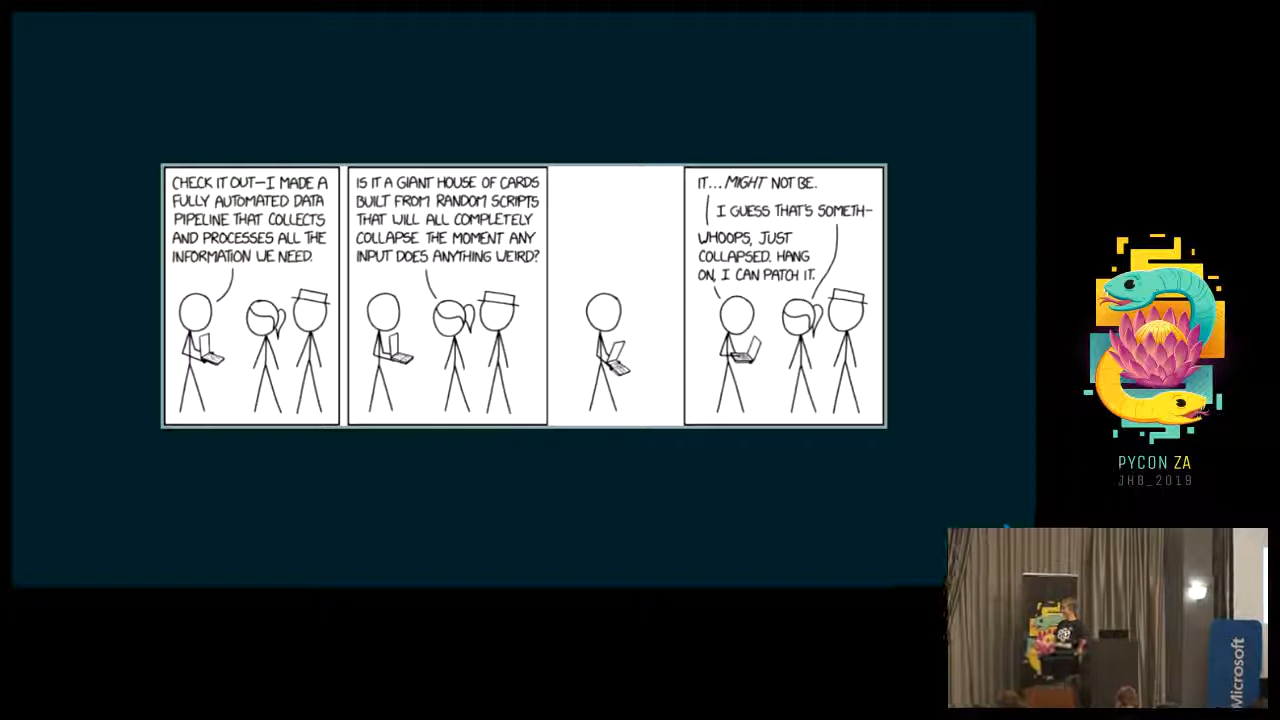 CHECK IT OUT—I MADE A
FULLY AUTOMATED DATA
PIPELINE THAT COLLECTS
AND PROCESSES ALL THE
INFORMATION WE NEED.
IS IT A GIANT HOUSE OF CARDS
BUILT FROM RANDOM SCRIPTS
THAT WILL ALL COMPLETELY
COLLAPSE THE MOMENT ANY
INPUT DOES ANYTHING WEIRD?
IT... MIGHT NOT BE.
I GUESS THAT'S SOMETH—
WHOOPS, JUST
COLLAPSED. HANG
ON, I CAN PATCH IT.
PYCON ZA
JHB_2019
Microsoft